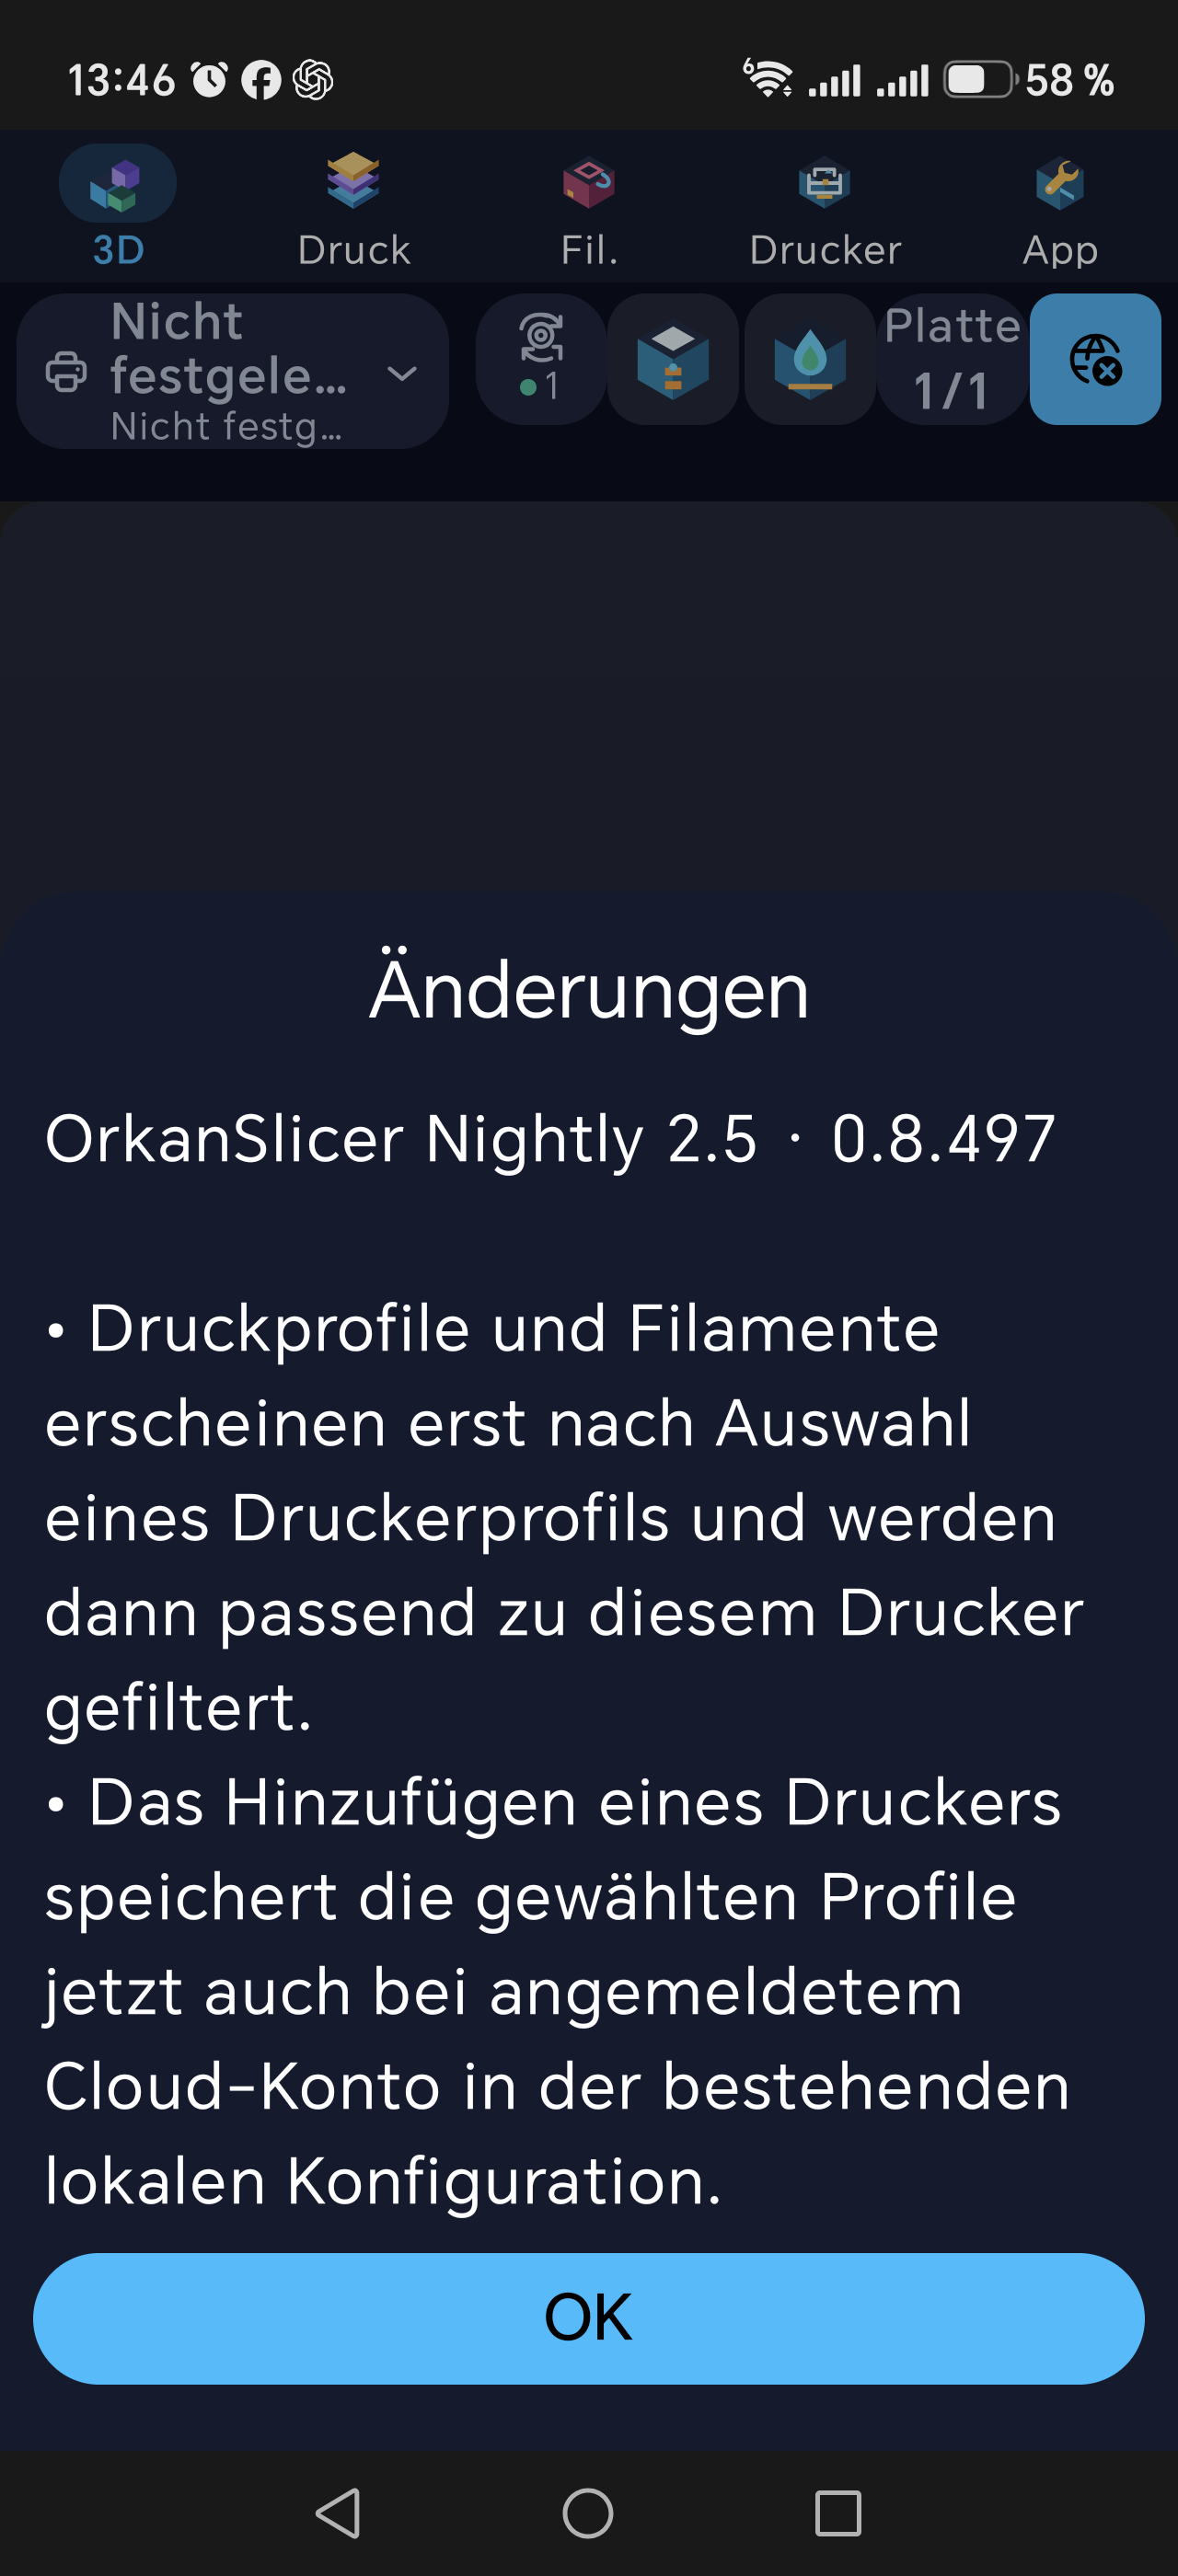 13:46
6
58 %
3D
Druck
Fil.
Drucker
App
Nicht
festgele…
Nicht festg…
1
Platte
1/1
Änderungen
OrkanSlicer Nightly 2.5 · 0.8.497
• Druckprofile und Filamente
erscheinen erst nach Auswahl
eines Druckerprofils und werden
dann passend zu diesem Drucker
gefiltert.
• Das Hinzufügen eines Druckers
speichert die gewählten Profile
jetzt auch bei angemeldetem
Cloud-Konto in der bestehenden
lokalen Konfiguration.
OK